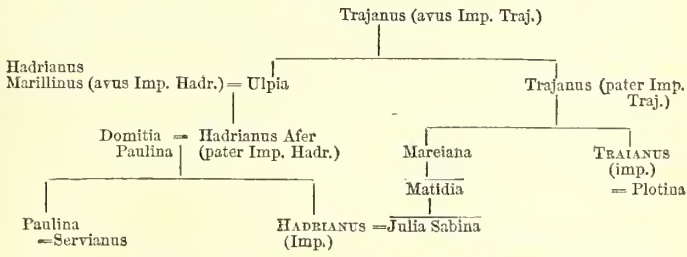 Trajanus (avus Imp. Traj.)
Hadrianus
Marillinus (avus Imp. Hadr.) = Ulpia
Trajanus (pater Imp.
Traj.)
Domitia = Hadrianus Afer
Paulina (pater Imp. Hadr.)
Mareiana
TRAIANUS
(imp.)
Matidia
= Plotina
Paulina
=Servianus
HADRIANUS =Julia Sabina
(Imp.)